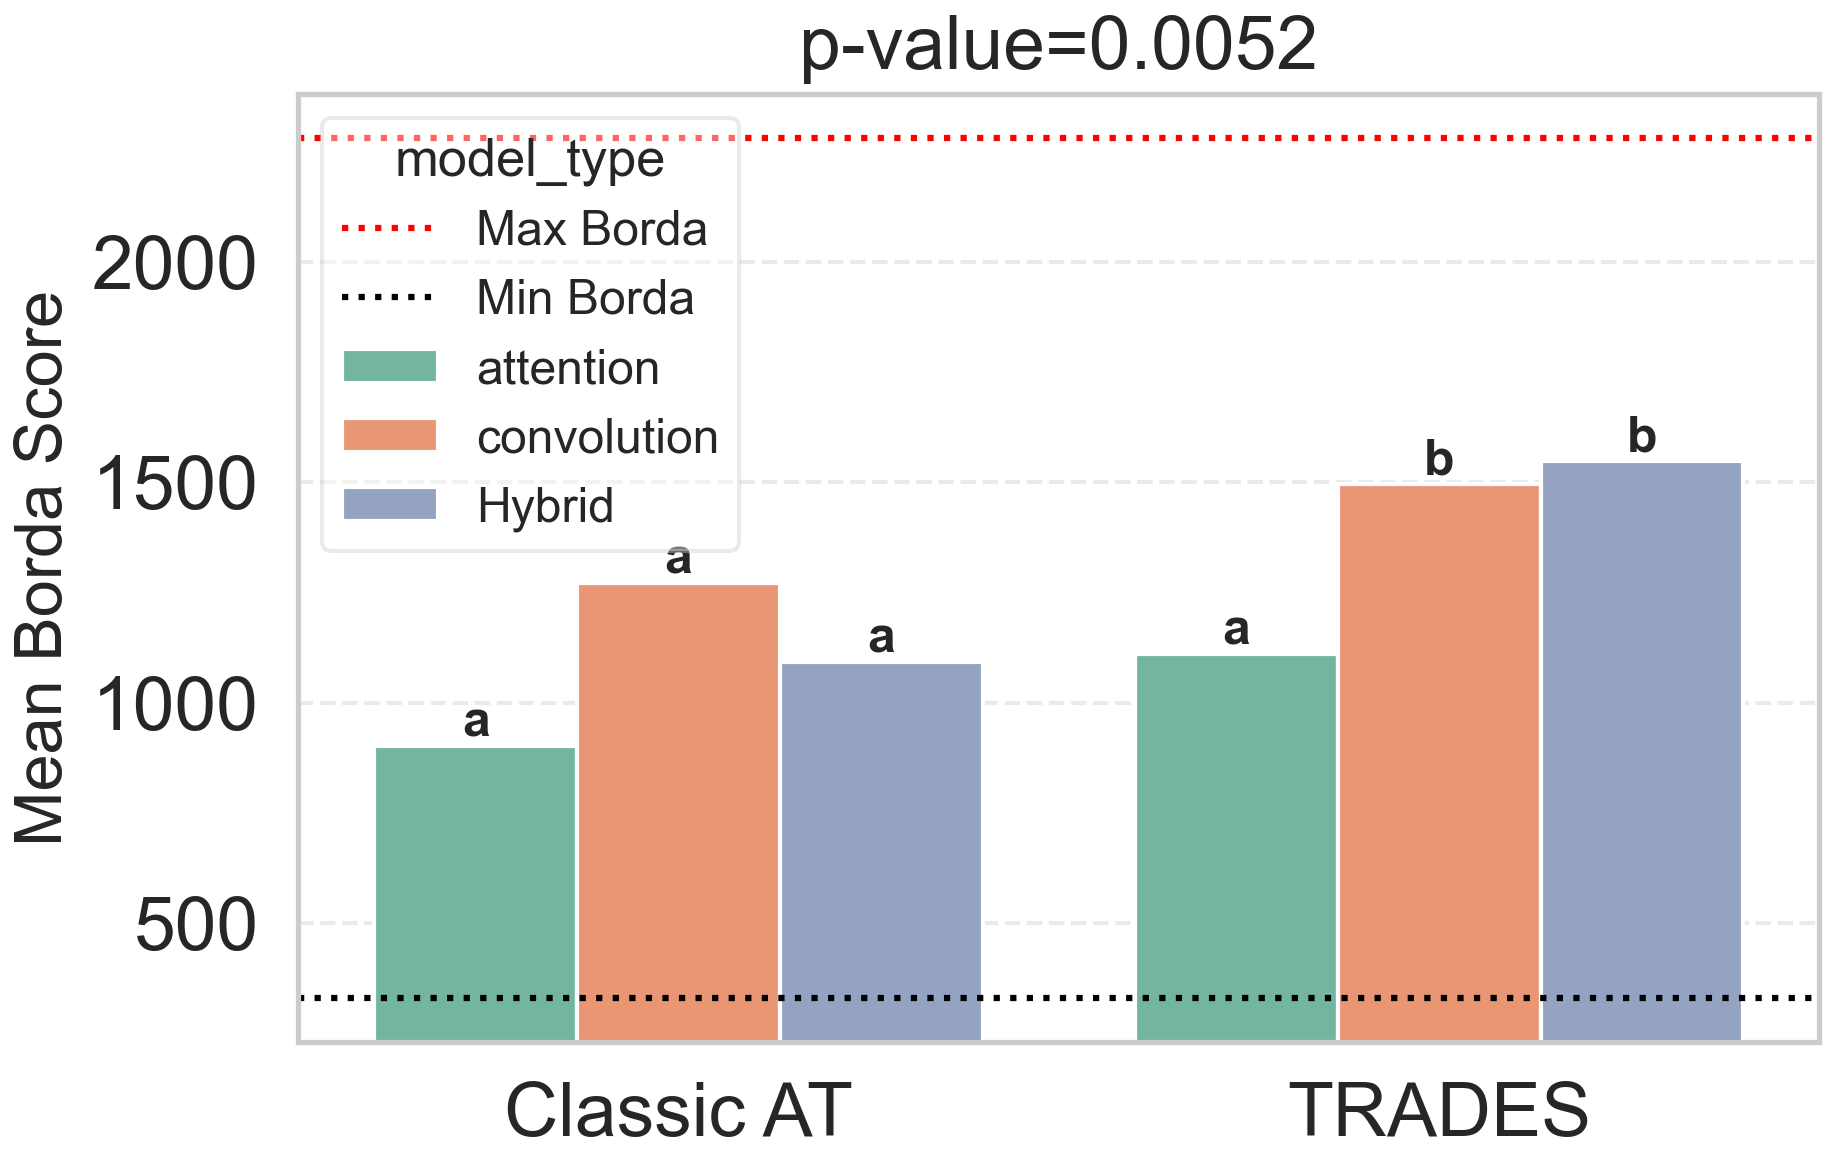 p-value=0.0052
model_type
Max Borda
Min Borda
attention
convolution
Hybrid
Mean Borda Score
2000
1500
1000
500
a
a
a
a
b
b
Classic AT
TRADES